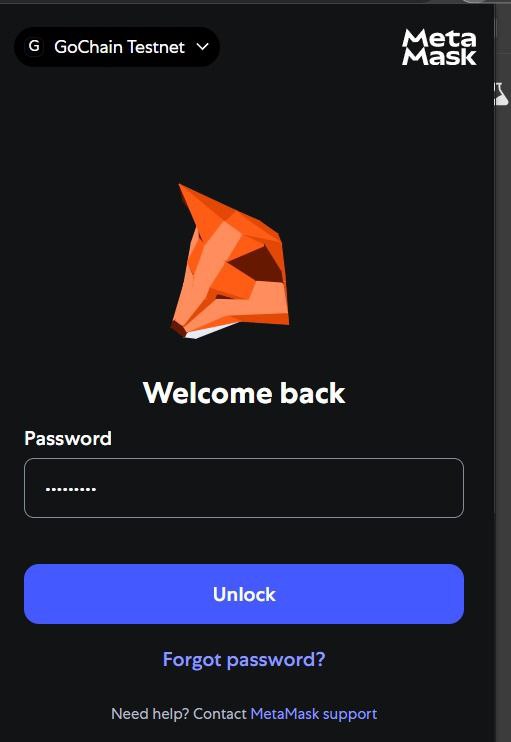 G GoChain Testnet
Meta
Mask
Welcome back
Password
•••••••••
Unlock
Forgot password?
Need help? Contact MetaMask support